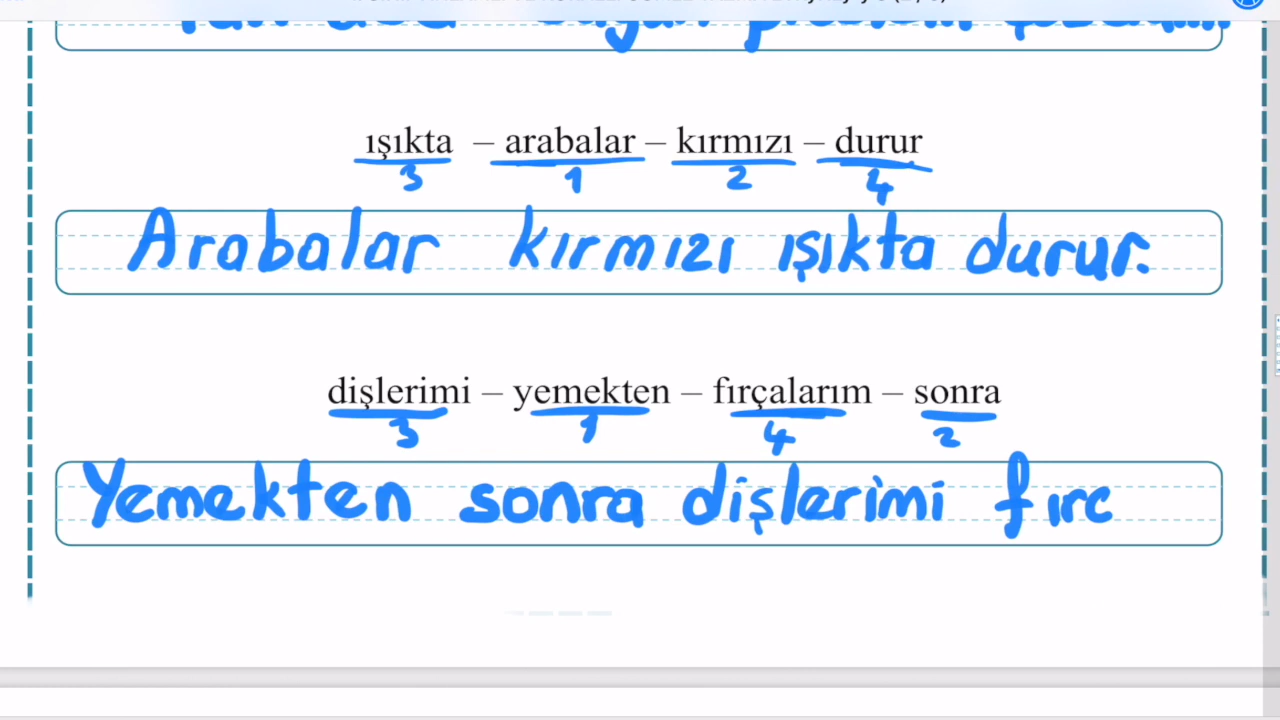 ışıkta – arabalar – kırmızı – durur
3 1 2 4
Arabalar kırmızı ışıkta durur.
dişlerimi – yemekten – fırçalarım – sonra
3 1 4 2
Yemekten sonra dişlerimi fırc